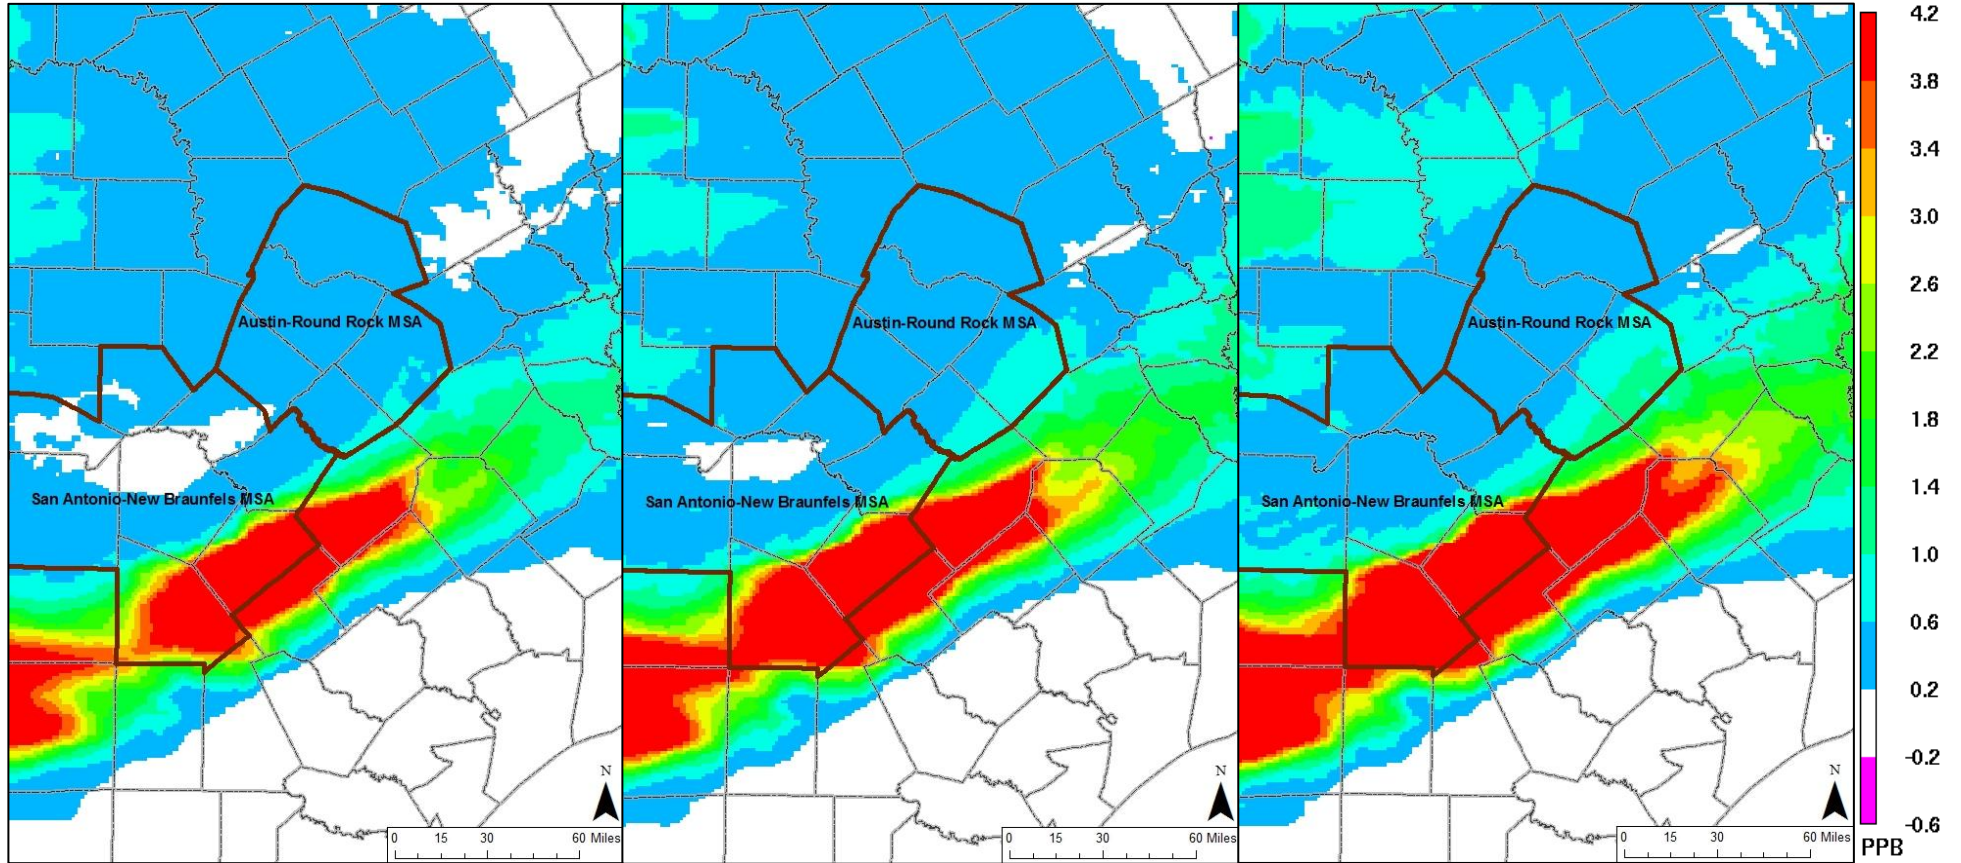 Austin-Round Rock MSA
San Antonio-New Braunfels MSA
N
0 15 30 60 Miles
Austin-Round Rock MSA
San Antonio-New Braunfels MSA
N
0 15 30 60 Miles
Austin-Round Rock MSA
San Antonio-New Braunfels MSA
N
0 15 30 60 Miles
4.2
3.8
3.4
3.0
2.6
2.2
1.8
1.4
1.0
0.6
0.2
-0.2
-0.6
PPB